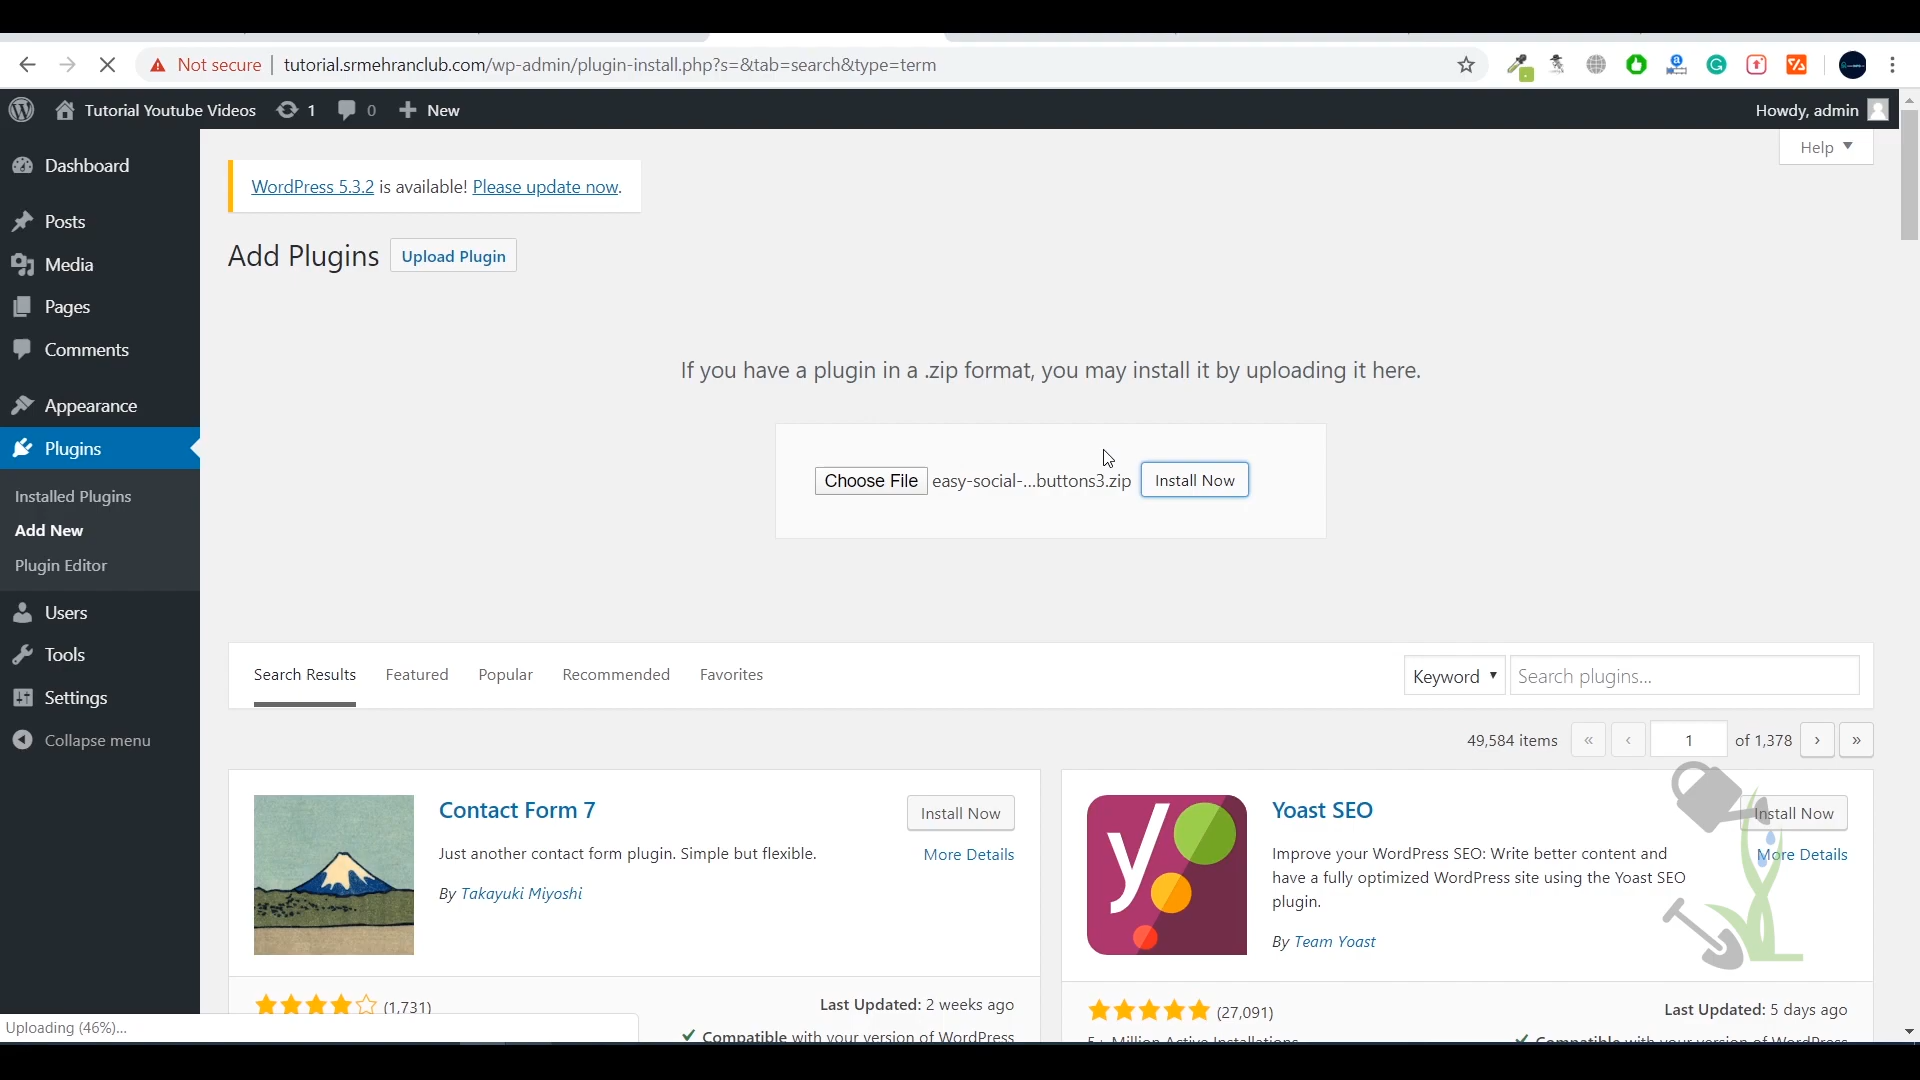 Not secure | tutorial.srmehranclub.com/wp-admin/plugin-install.php?s=&tab=search&type=term
Tutorial Youtube Videos 1 0 New Howdy, admin
Help
Dashboard
Posts
Media
Pages
Comments
Appearance
Plugins
Installed Plugins
Add New
Plugin Editor
Users
Tools
Settings
Collapse menu
WordPress 5.3.2 is available! Please update now.
Add Plugins Upload Plugin
If you have a plugin in a .zip format, you may install it by uploading it here.
Choose File easy-social-...buttons3.zip Install Now
Search Results Featured Popular Recommended Favorites Keyword Search plugins...
49,584 items « ‹ 1 of 1,378 › »
Contact Form 7 Install Now
Just another contact form plugin. Simple but flexible. More Details
By Takayuki Miyoshi
(1,731) Last Updated: 2 weeks ago
Compatible with your version of WordPress
Yoast SEO Install Now
Improve your WordPress SEO: Write better content and More Details
have a fully optimized WordPress site using the Yoast SEO
plugin.
By Team Yoast
(27,091) Last Updated: 5 days ago
5+ Million Active Installations Compatible with your version of WordPress
Uploading (46%)...